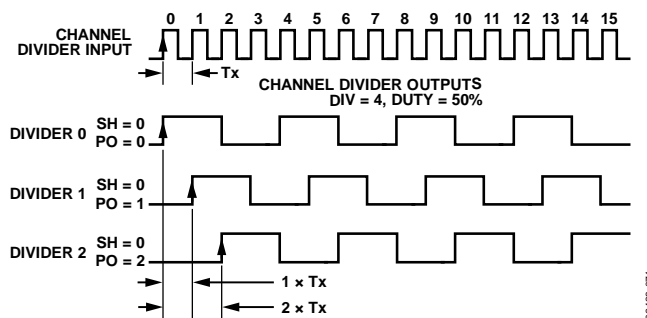 0 1 2 3 4 5 6 7 8 9 10 11 12 13 14 15
CHANNEL
DIVIDER INPUT
Tx
CHANNEL DIVIDER OUTPUTS
DIV = 4, DUTY = 50%
DIVIDER 0
SH = 0
PO = 0
DIVIDER 1
SH = 0
PO = 1
DIVIDER 2
SH = 0
PO = 2
1 × Tx
2 × Tx